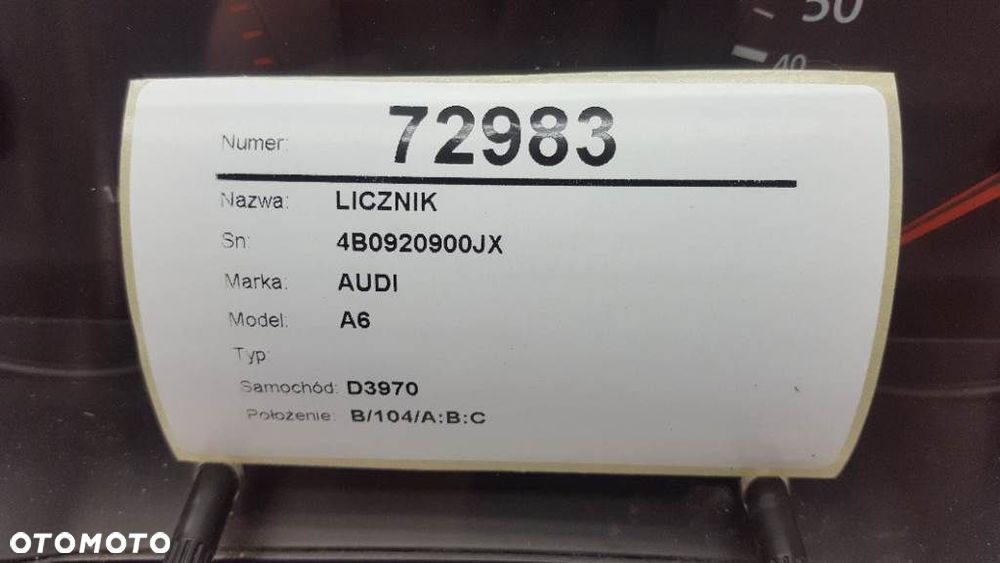 50
40
Numer: 72983
Nazwa: LICZNIK
Sn: 4B0920900JX
Marka: AUDI
Model: A6
Typ:
Samochód: D3970
Położenie: B/104/A:B:C
OTOMOTO